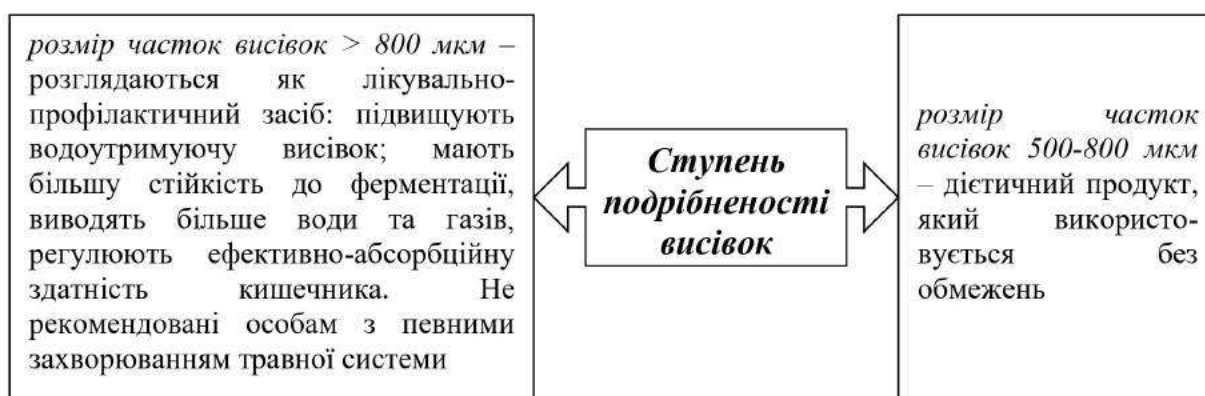 розмір часток висівок > 800 мкм –
розглядаються як лікувально-
профілактичний засіб: підвищують
водоутримуючу висівок; мають
більшу стійкість до ферментації,
виводять більше води та газів,
регулюють ефективно-абсорбційну
здатність кишечника. Не
рекомендовані особам з певними
захворюванням травної системи
Ступень
подрібненості
висівок
розмір часток
висівок 500-800 мкм
– дієтичний продукт,
який використо-
вується без
обмежень